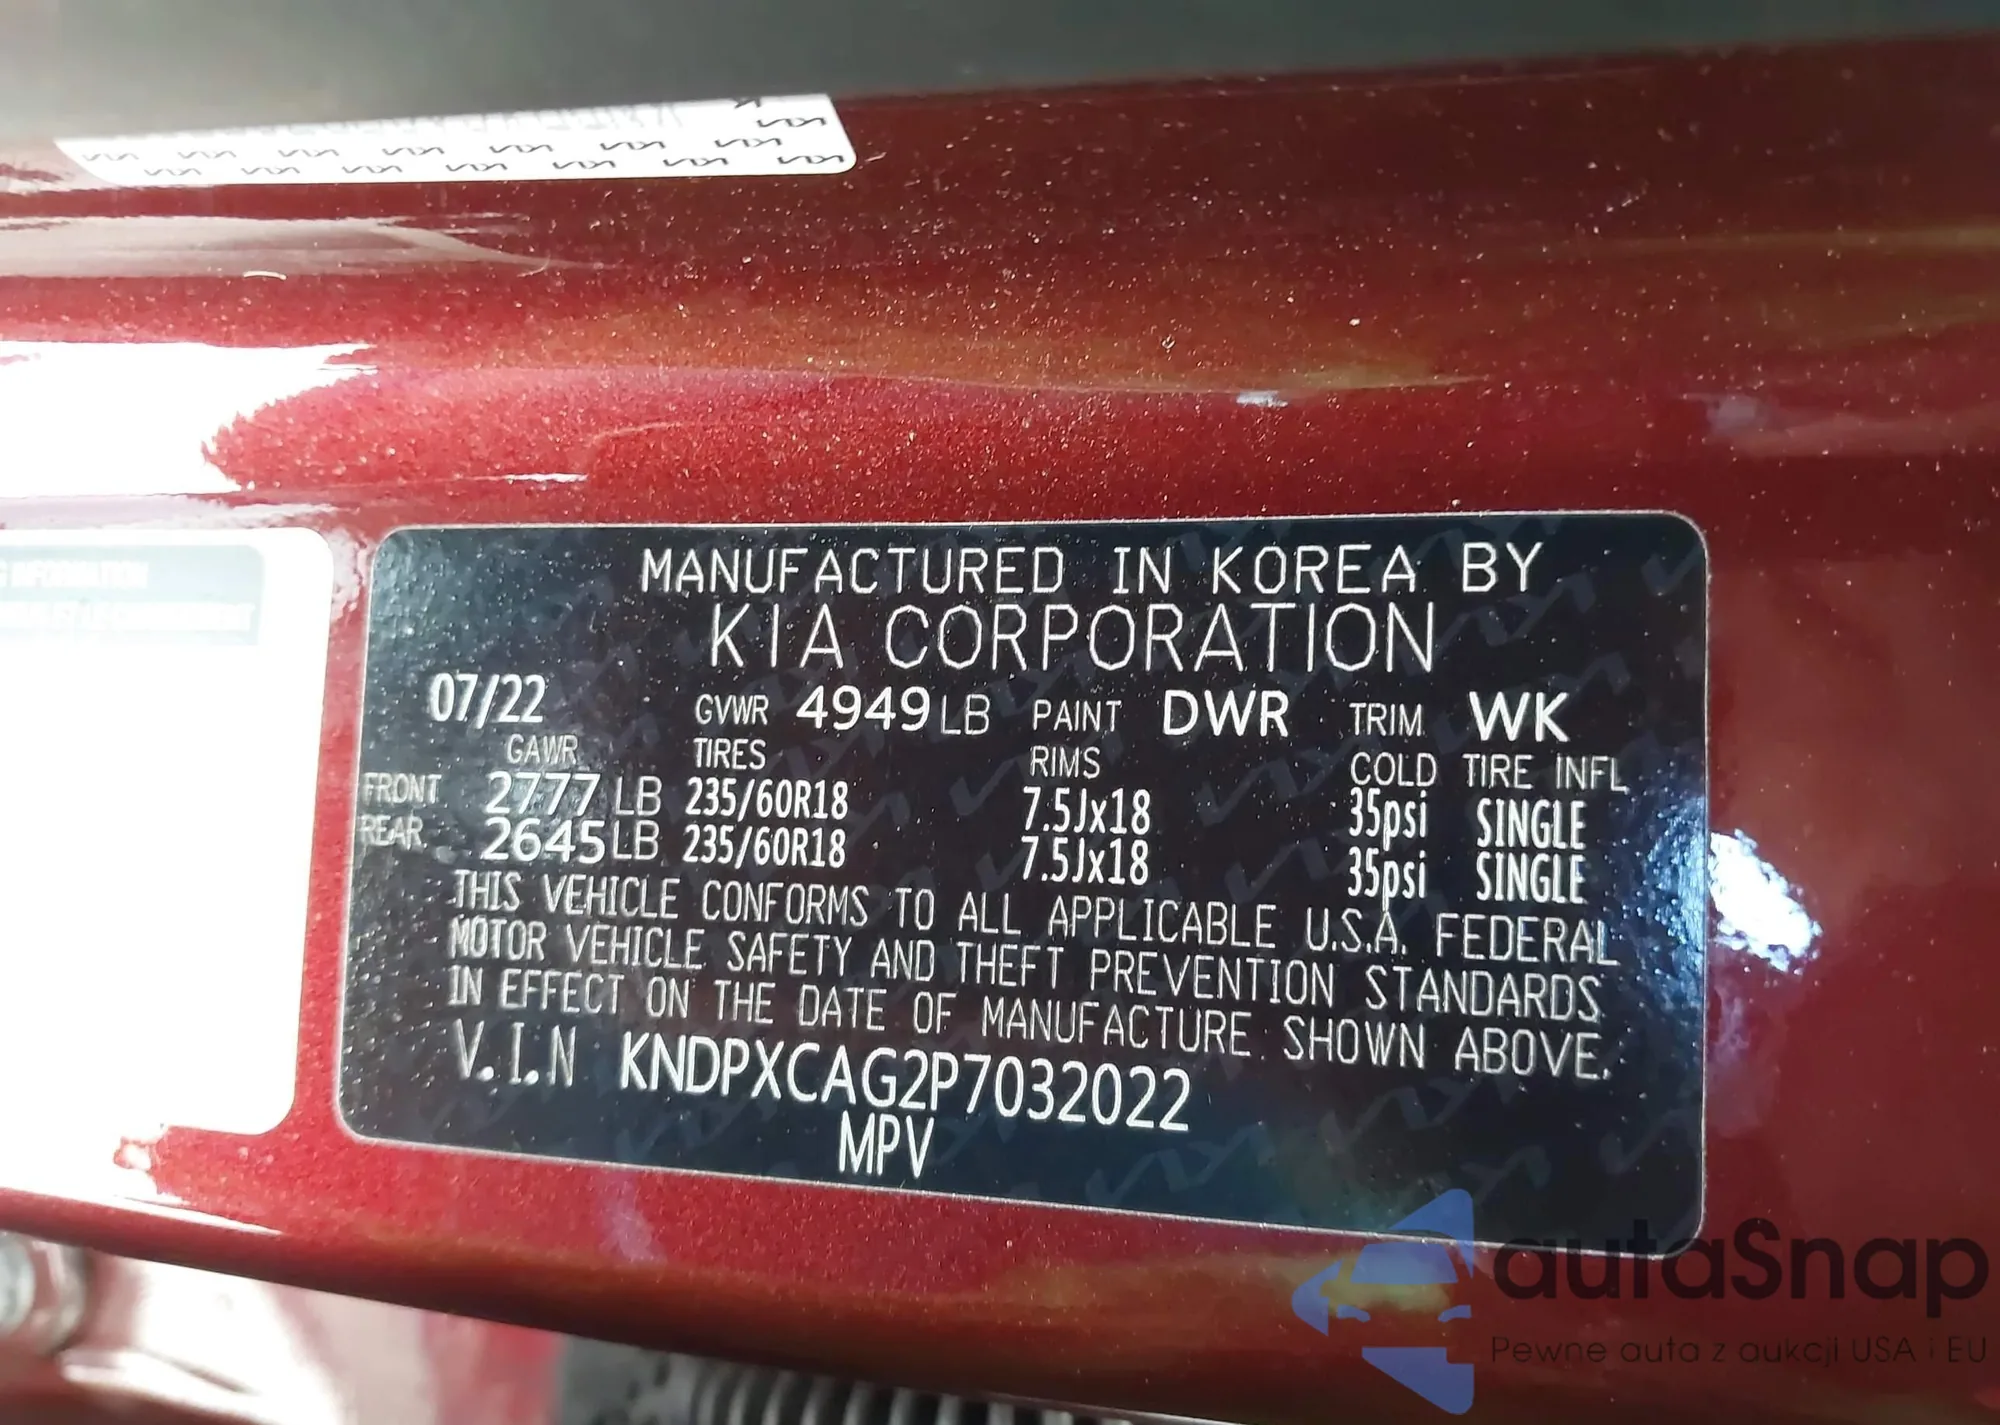 MANUFACTURED IN KOREA BY
KIA CORPORATION
07/22 GVWR 4949 LB PAINT DWR TRIM WK
GAWR TIRES RIMS COLD TIRE INFL
FRONT 2777 LB 235/60R18 7.5Jx18 35psi SINGLE
REAR 2645 LB 235/60R18 7.5Jx18 35psi SINGLE
THIS VEHICLE CONFORMS TO ALL APPLICABLE U.S.A. FEDERAL
MOTOR VEHICLE SAFETY AND THEFT PREVENTION STANDARDS
IN EFFECT ON THE DATE OF MANUFACTURE SHOWN ABOVE.
V.I.N KNDPXCAG2P7032022
MPV
INFORMATION
autaSnap
Pewne auta z aukcji USA i EU